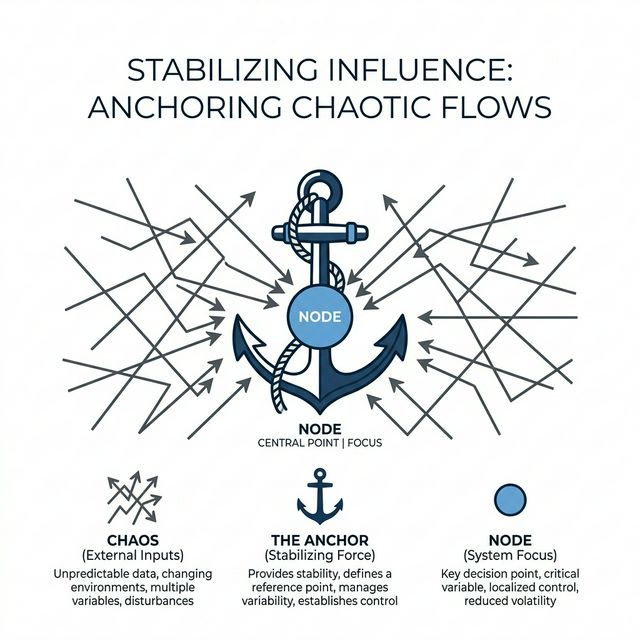 STABILIZING INFLUENCE:
ANCHORING CHAOTIC FLOWS
NODE
NODE
CENTRAL POINT | FOCUS
CHAOS
(External Inputs)
Unpredictable data, changing
environments, multiple
variables, disturbances
THE ANCHOR
(Stabilizing Force)
Provides stability, defines a
reference point, manages
variability, establishes control
NODE
(System Focus)
Key decision point, critical
variable, localized control,
reduced volatility